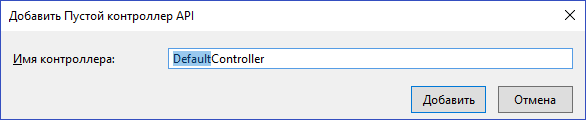 Добавить Пустой контроллер API
Имя контроллера: DefaultController
Добавить Отмена